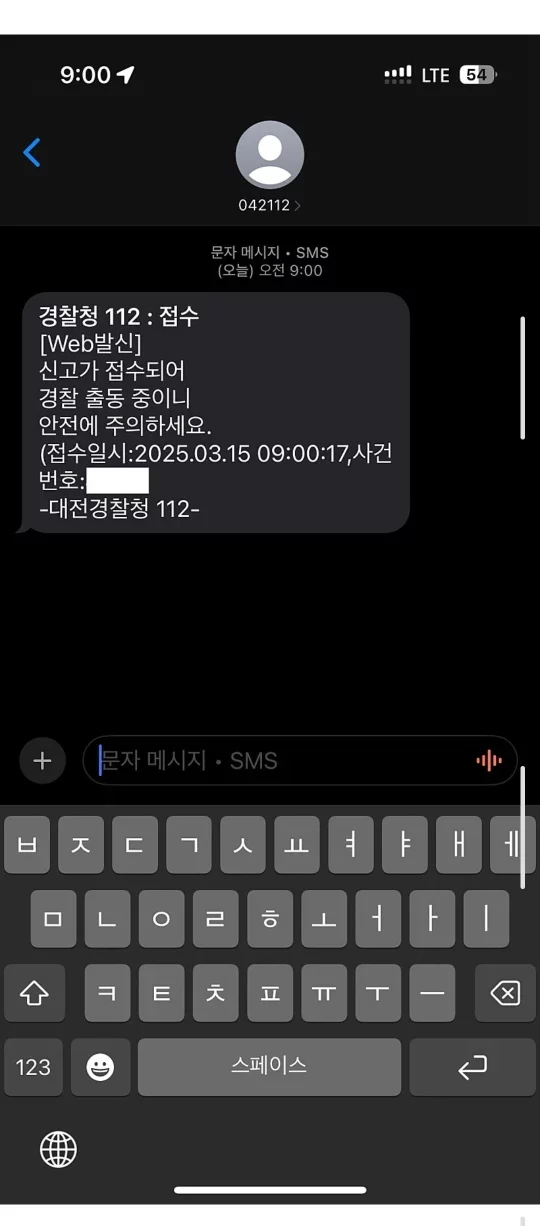 9:00
LTE 54
042112
문자 메시지 • SMS
(오늘) 오전 9:00
경찰청 112 : 접수
[Web발신]
신고가 접수되어
경찰 출동 중이니
안전에 주의하세요.
(접수일시:2025.03.15 09:00:17,사건
번호:
-대전경찰청 112-
문자 메시지 • SMS
ㅂ ㅈ ㄷ ㄱ ㅅ ㅛ ㅕ ㅑ ㅐ ㅔ
ㅁ ㄴ ㅇ ㄹ ㅎ ㅗ ㅓ ㅏ ㅣ
ㅋ ㅌ ㅊ ㅍ ㅠ ㅜ ㅡ
123 스페이스